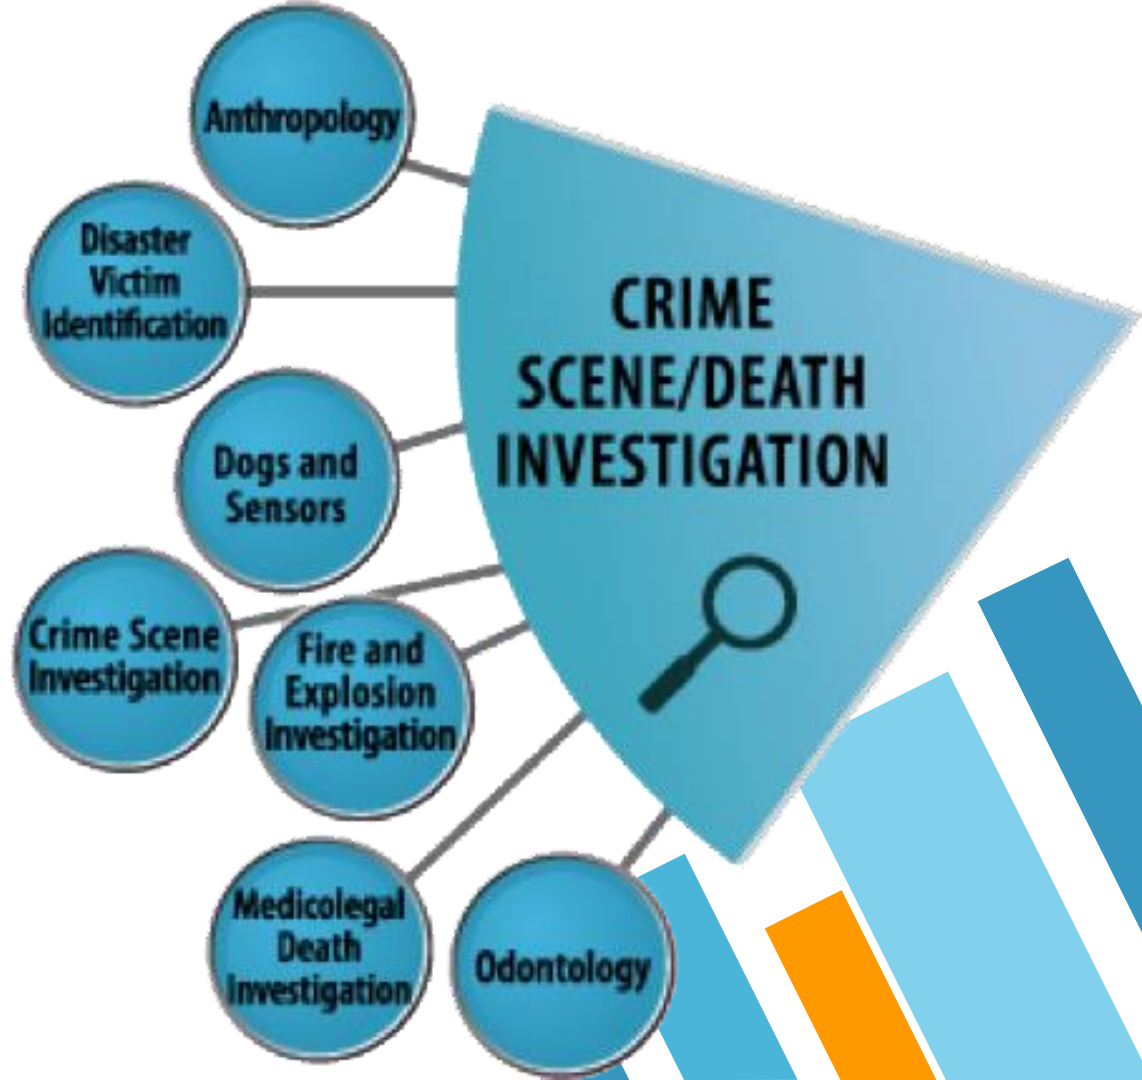 Anthropology
Disaster
Victim
Identification
Dogs and
Sensors
Crime Scene
Investigation
Fire and
Explosion
Investigation
Medicolegal
Death
Investigation
Odontology
CRIME
SCENE/DEATH
INVESTIGATION